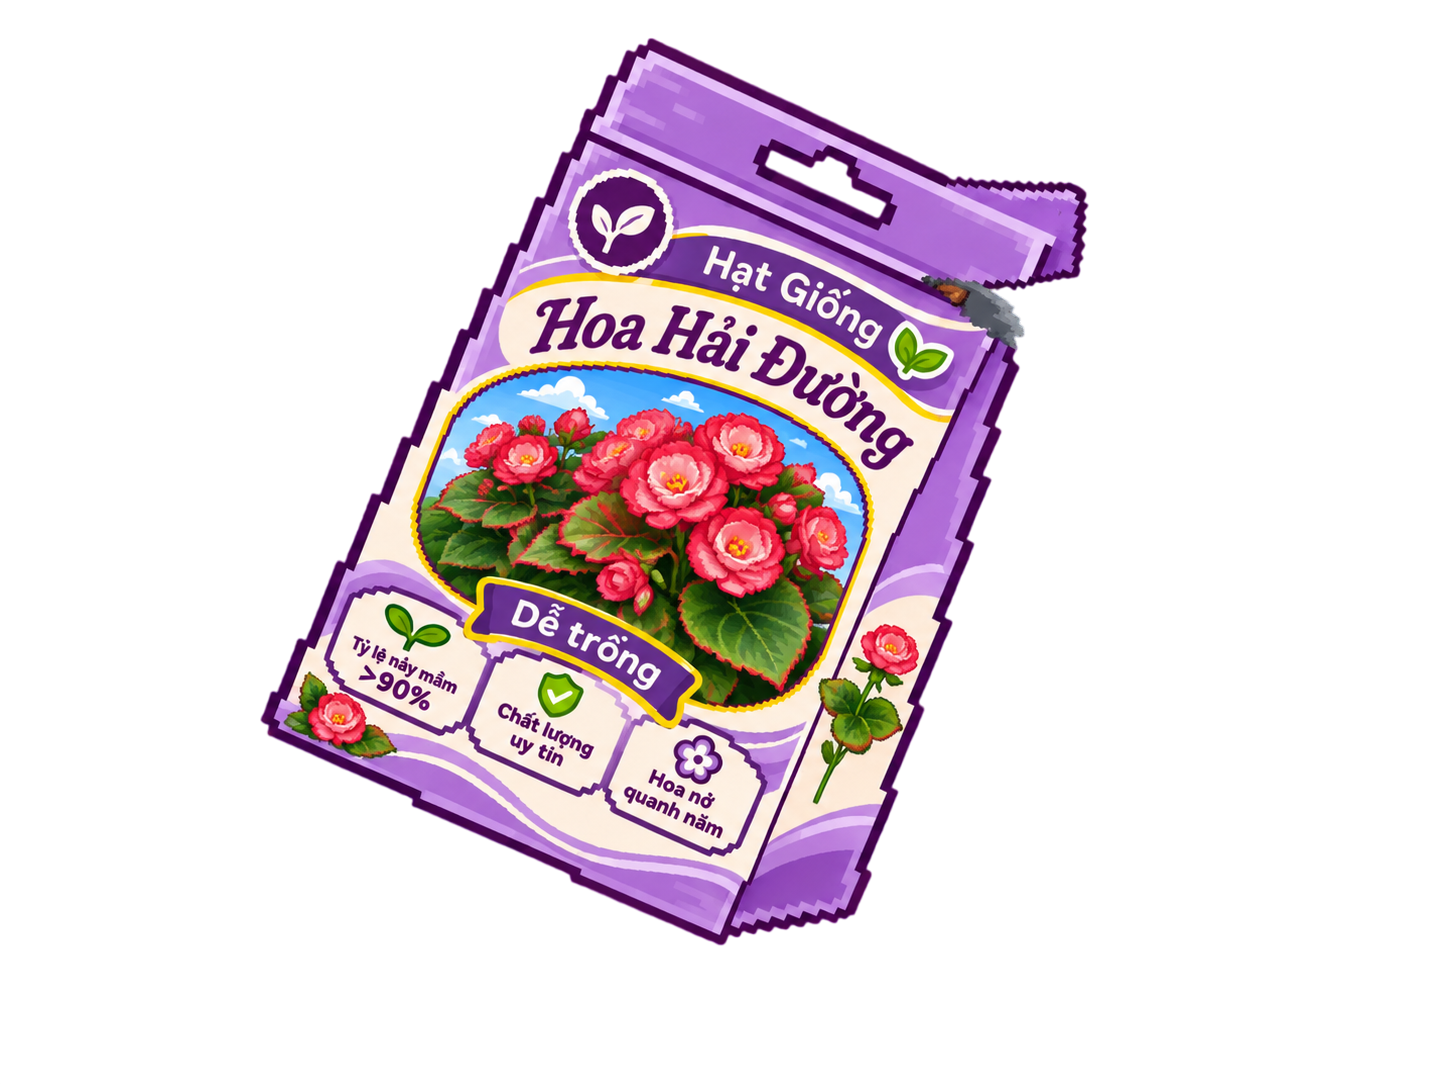 Hạt Giống
Hoa Hải Đường
Dễ trồng
Tỷ lệ nảy mầm
>90%
Chất lượng
uy tín
Hoa nở
quanh năm